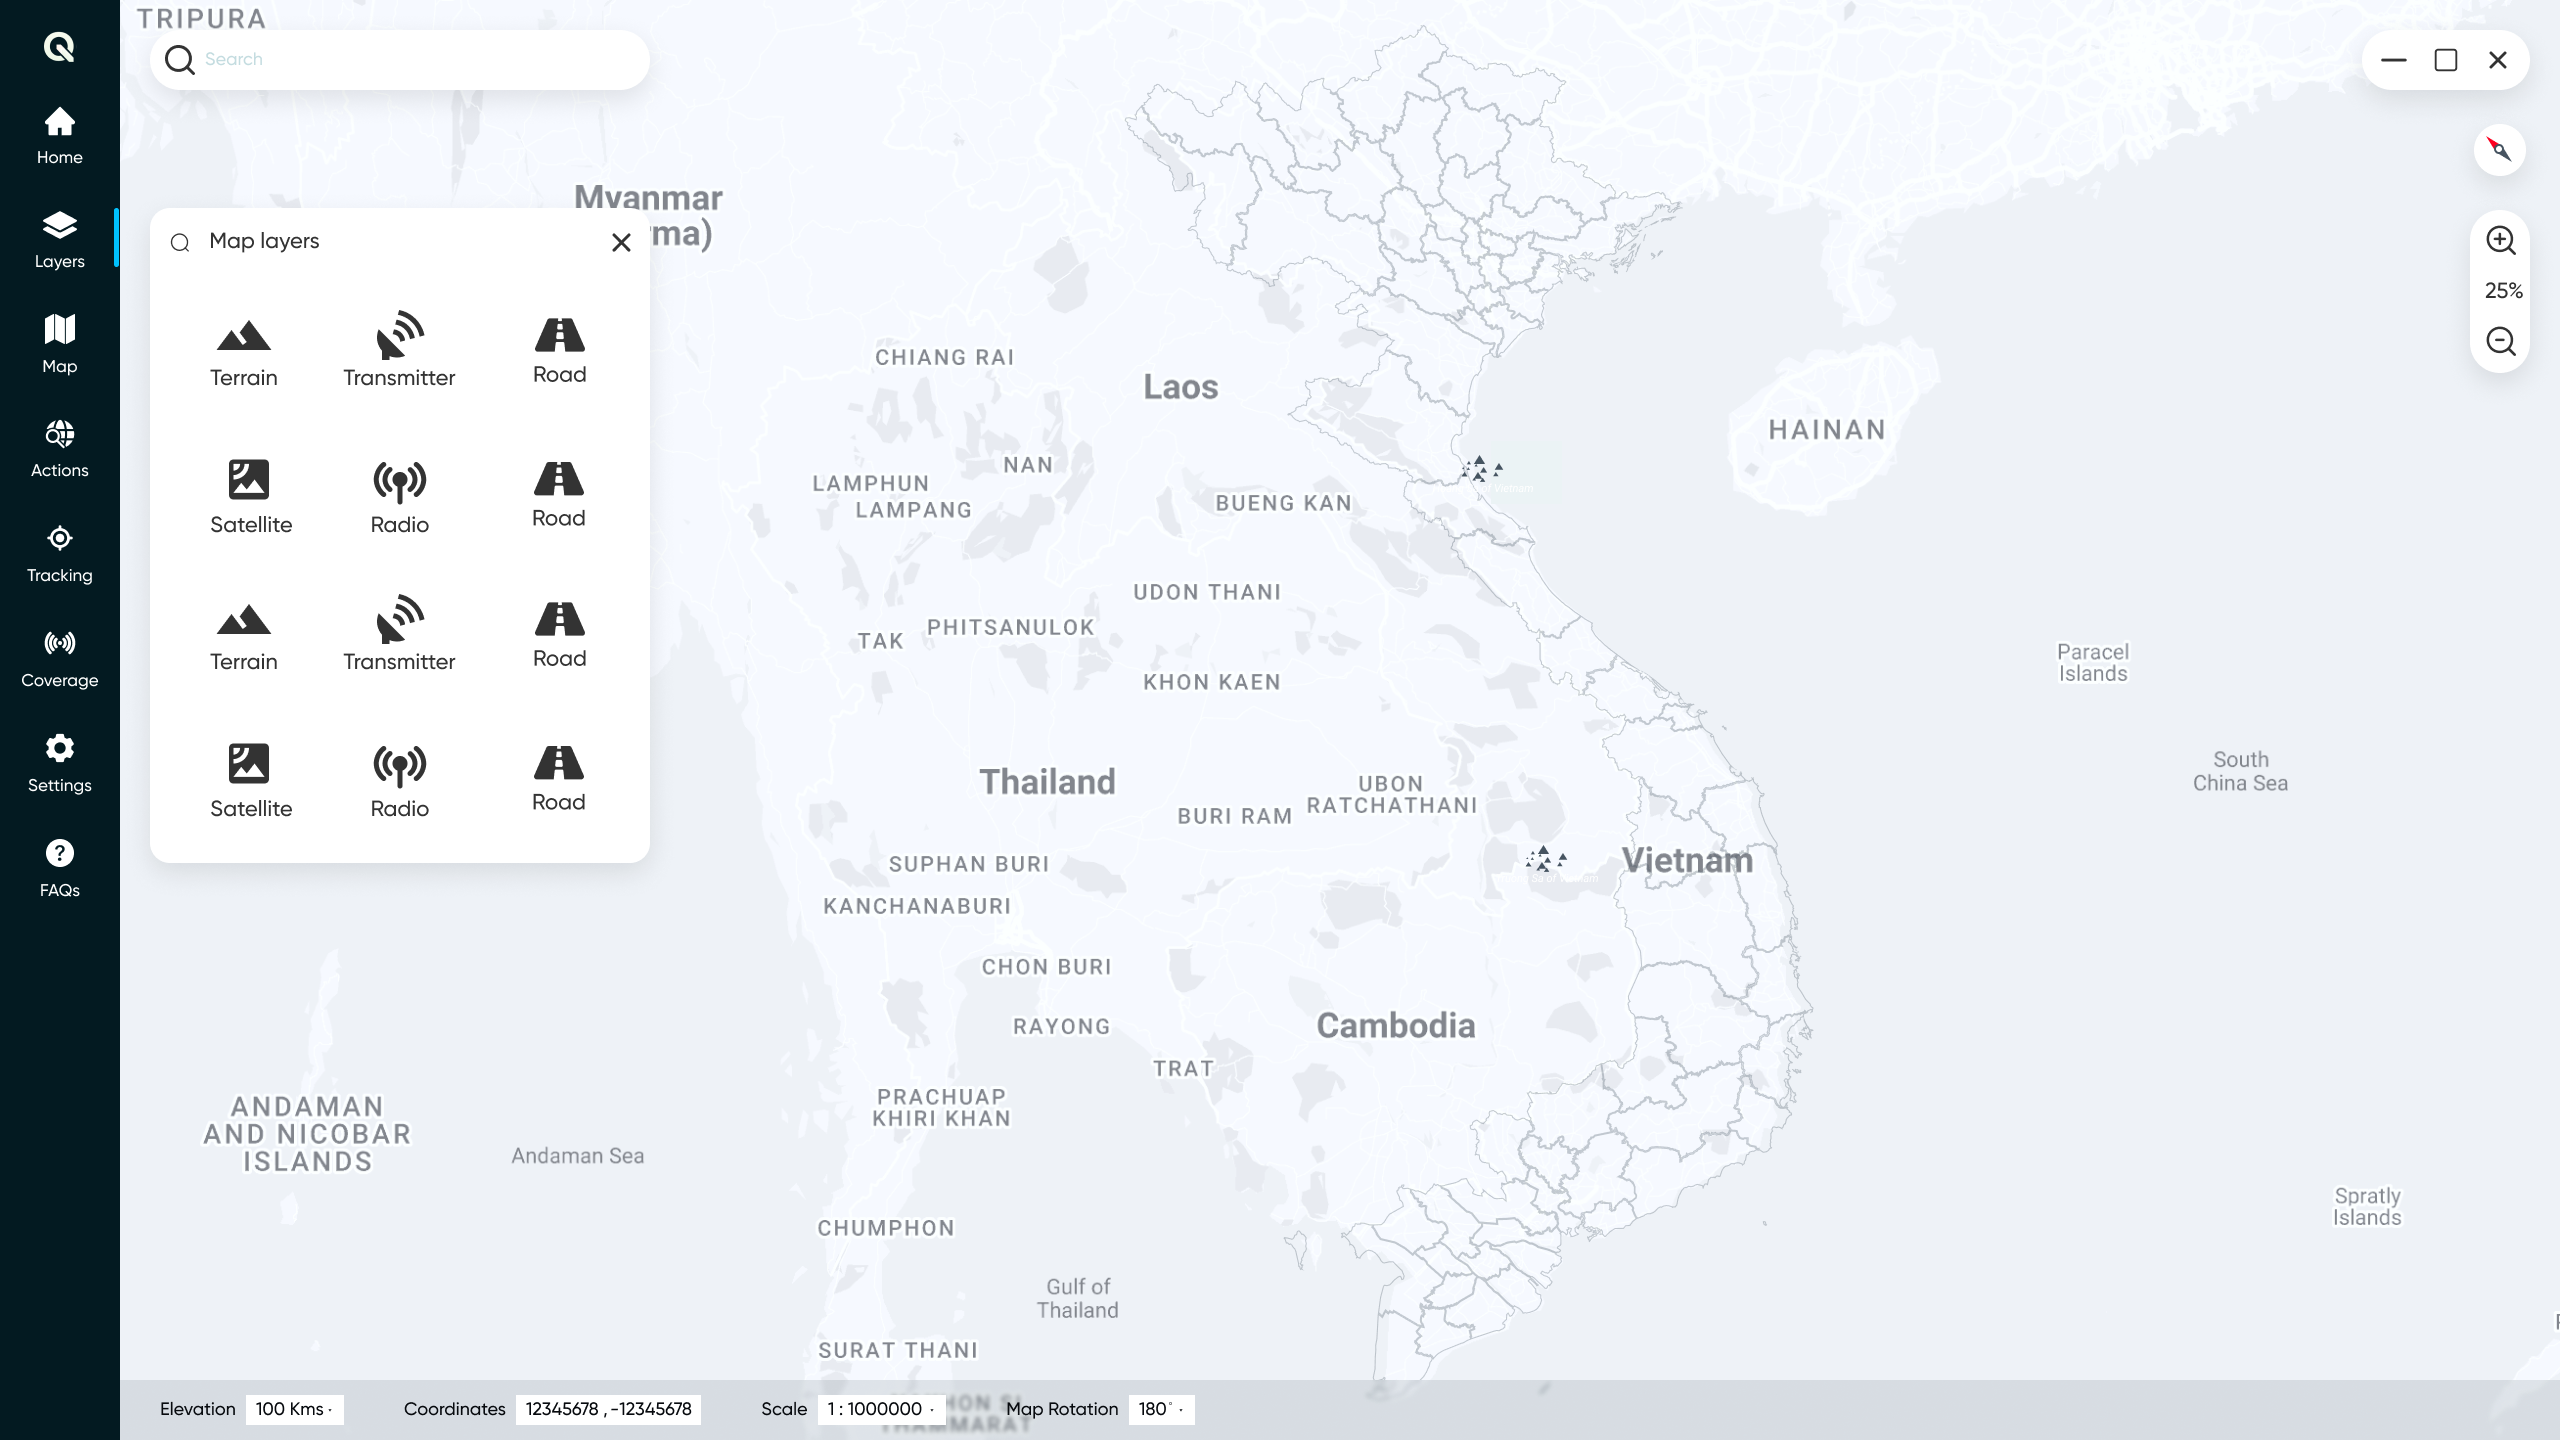 TRIPURA
Search
Home
Layers
Map
Actions
Tracking
Coverage
Settings
FAQs
Myanmar
Map layers
Terrain
Transmitter
Road
Satellite
Radio
Road
Terrain
Transmitter
Road
Satellite
Radio
Road
25%
CHIANG RAI
Laos
HAINAN
NAN
LAMPHUN
LAMPANG
BUENG KAN
Vietnam
UDON THANI
PHITSANULOK
TAK
KHON KAEN
Paracel
Islands
South
China Sea
Thailand
UBON
RATCHATHANI
BURI RAM
Vietnam
SUPHAN BURI
KANCHANABURI
CHON BURI
RAYONG
Cambodia
TRAT
PRACHUAP
KHIRI KHAN
ANDAMAN
AND NICOBAR
ISLANDS
Andaman Sea
Spratly
Islands
CHUMPHON
Gulf of
Thailand
SURAT THANI
Elevation 100 Kms ·
Coordinates 12345678 , -12345678
Scale 1 : 1000000 ·
Map Rotation 180° ·